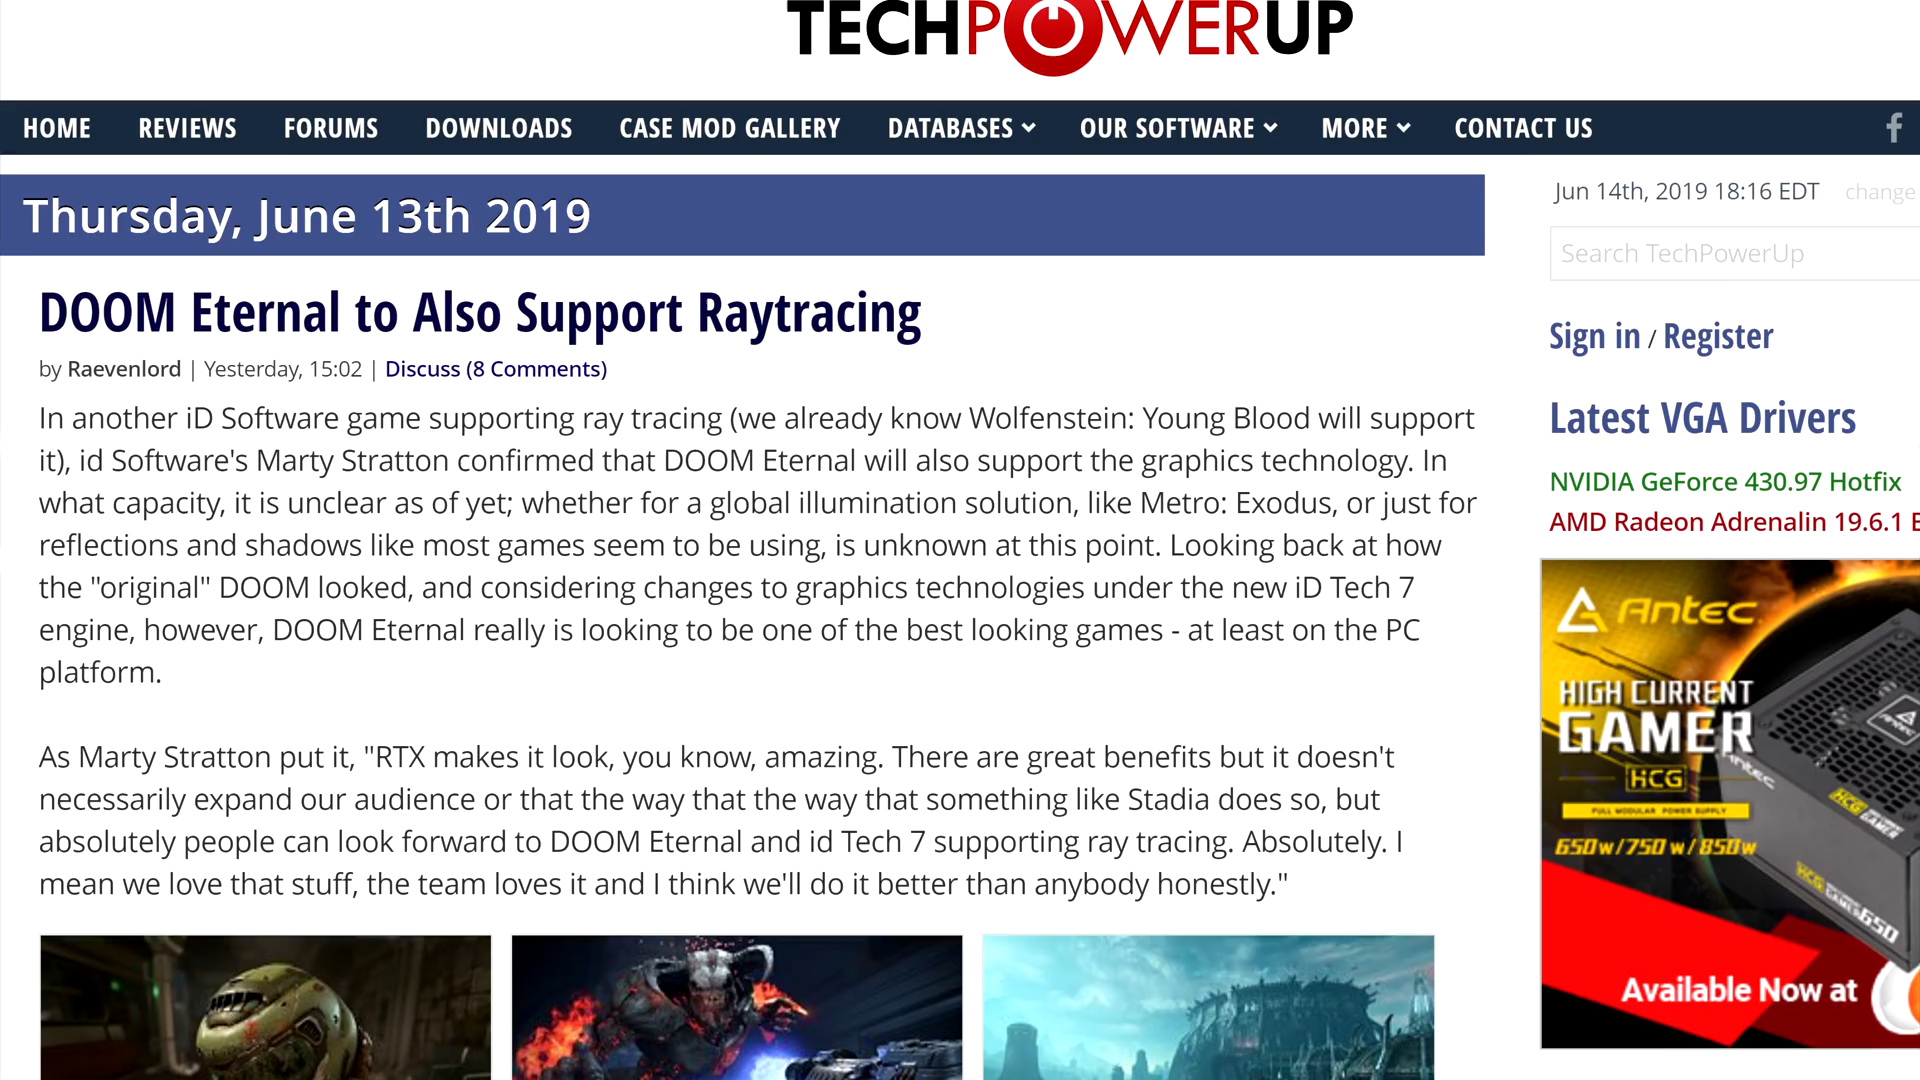 TECHPOWERUP
HOME REVIEWS FORUMS DOWNLOADS CASE MOD GALLERY DATABASES OUR SOFTWARE MORE CONTACT US
Thursday, June 13th 2019
DOOM Eternal to Also Support Raytracing
by Raevenlord | Yesterday, 15:02 | Discuss (8 Comments)
In another iD Software game supporting ray tracing (we already know Wolfenstein: Young Blood will support
it), id Software's Marty Stratton confirmed that DOOM Eternal will also support the graphics technology. In
what capacity, it is unclear as of yet; whether for a global illumination solution, like Metro: Exodus, or just for
reflections and shadows like most games seem to be using, is unknown at this point. Looking back at how
the "original" DOOM looked, and considering changes to graphics technologies under the new iD Tech 7
engine, however, DOOM Eternal really is looking to be one of the best looking games - at least on the PC
platform.
As Marty Stratton put it, "RTX makes it look, you know, amazing. There are great benefits but it doesn't
necessarily expand our audience or that the way that the way that something like Stadia does so, but
absolutely people can look forward to DOOM Eternal and id Tech 7 supporting ray tracing. Absolutely. I
mean we love that stuff, the team loves it and I think we'll do it better than anybody honestly."
Jun 14th, 2019 18:16 EDT change
Search TechPowerUp
Sign in / Register
Latest VGA Drivers
NVIDIA GeForce 430.97 Hotfix
AMD Radeon Adrenalin 19.6.1
Antec
HIGH CURRENT
GAMER
HCG
FULL MODULAR POWER SUPPLY
650w/750w/850w
Antec
HCG
GAMER
HCG
650
Available Now at